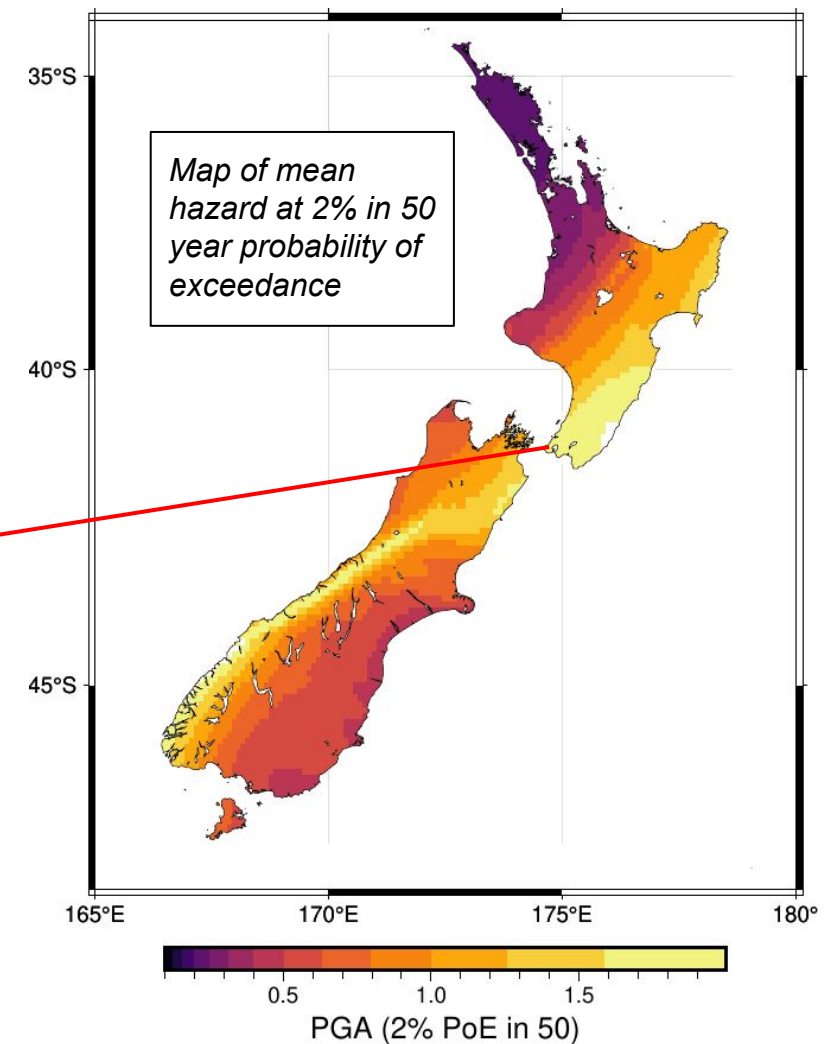 35°S
Map of mean
hazard at 2% in 50
year probability of
exceedance
40°S
45°S
165°E 170°E 175°E 180°
0.5 1.0 1.5
PGA (2% PoE in 50)